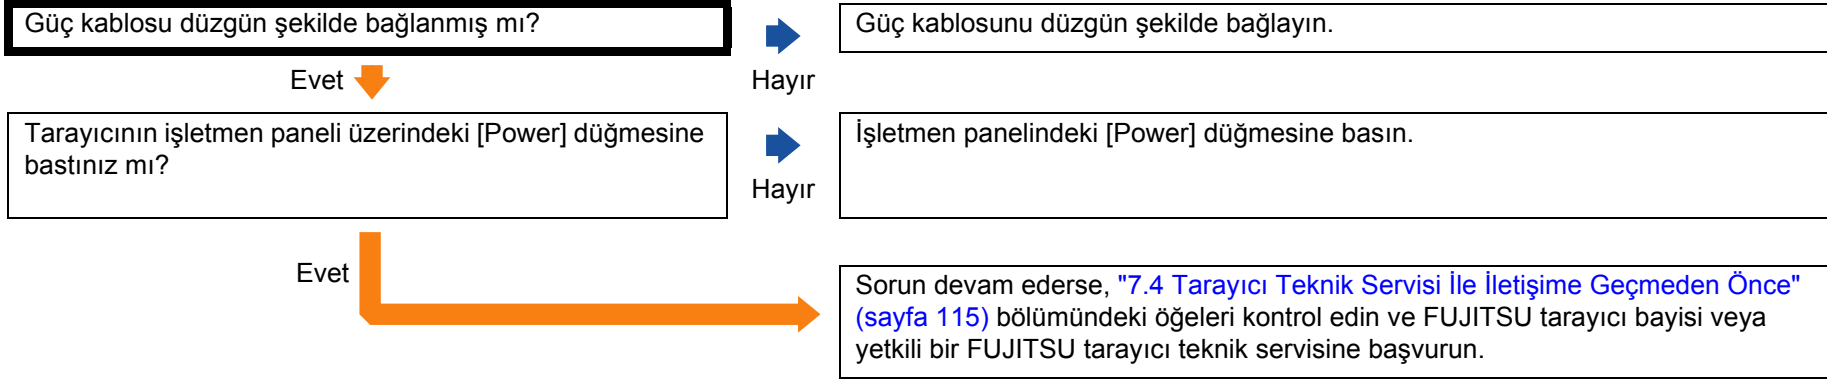 Güç kablosu düzgün şekilde bağlanmış mı?
Güç kablosunu düzgün şekilde bağlayın.
Evet
Hayır
Tarayıcının işletmen paneli üzerindeki [Power] düğmesine
bastınız mı?
İşletmen panelindeki [Power] düğmesine basın.
Hayır
Evet
Sorun devam ederse, "7.4 Tarayıcı Teknik Servisi İle İletişime Geçmeden Önce"
(sayfa 115) bölümündeki öğeleri kontrol edin ve FUJITSU tarayıcı bayisi veya
yetkili bir FUJITSU tarayıcı teknik servisine başvurun.